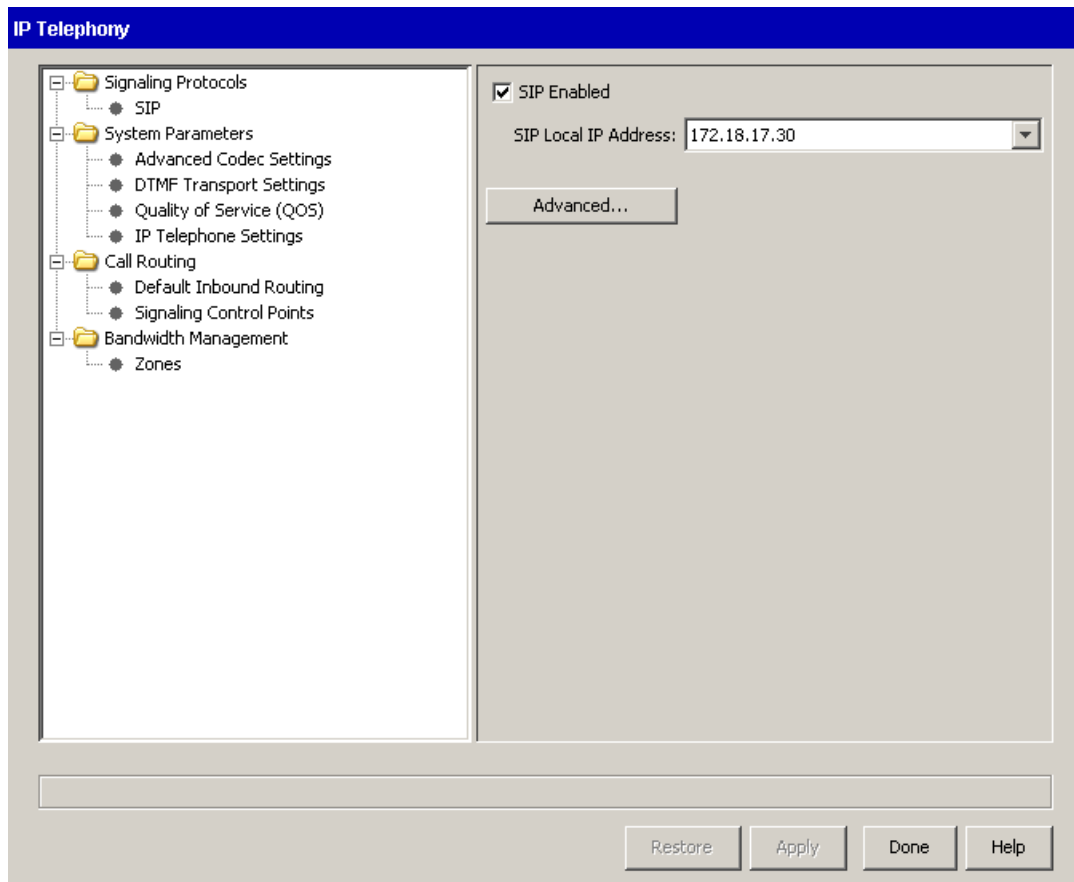 IP Telephony
Signaling Protocols
SIP
System Parameters
Advanced Codec Settings
DTMF Transport Settings
Quality of Service (QOS)
IP Telephone Settings
Call Routing
Default Inbound Routing
Signaling Control Points
Bandwidth Management
Zones
SIP Enabled
SIP Local IP Address: 172.18.17.30
Advanced...
Restore Apply Done Help